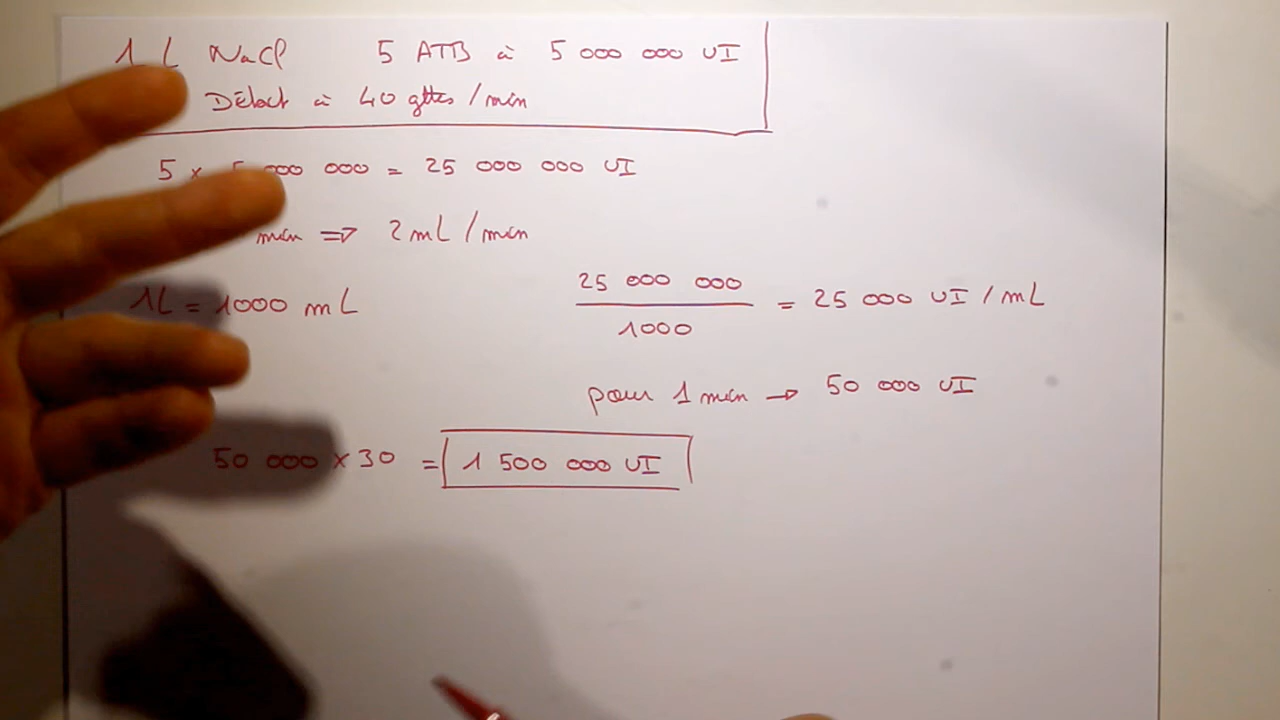 1 L NaCl 5 ATB à 5 000 000 UI
Débit à 40 gttes / min
5 x 5 000 000 = 25 000 000 UI
min => 2 mL / min
1L = 1000 mL
25 000 000
1000
= 25 000 UI / mL
pour 1 min → 50 000 UI
50 000 x 30 = 1 500 000 UI